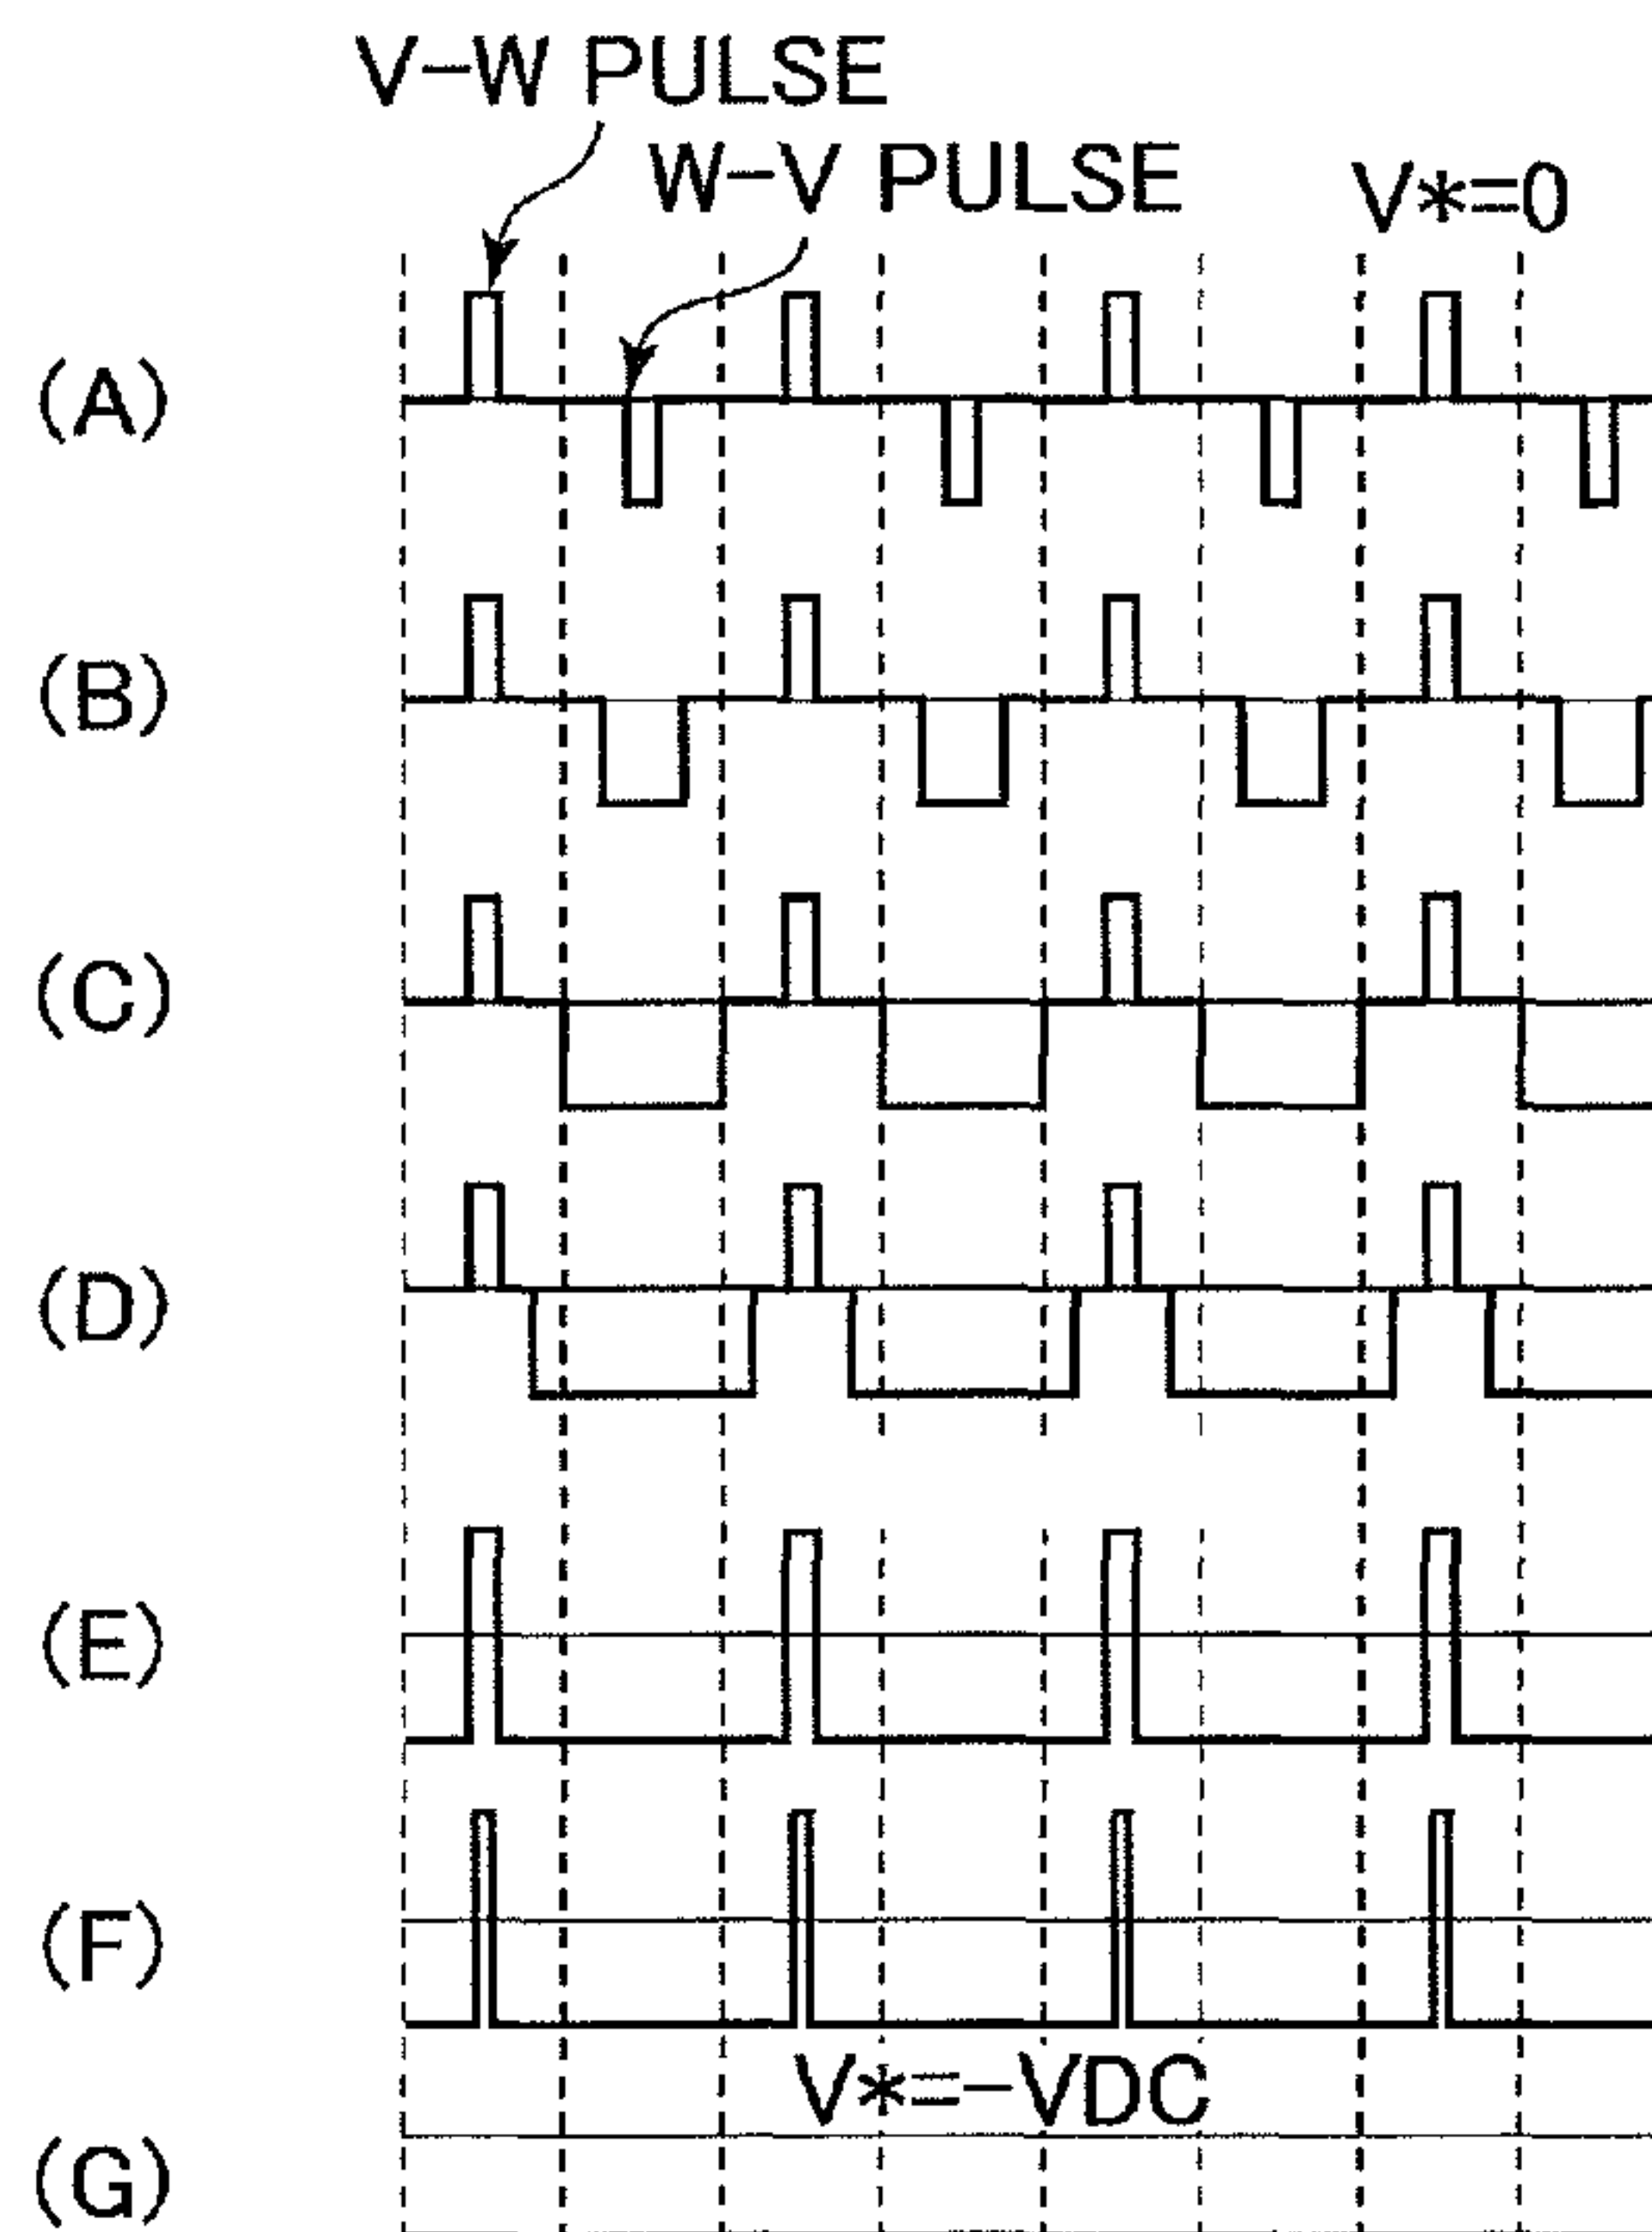 V-W PULSE
W-V PULSE
V*=0
(A)
(B)
(C)
(D)
(E)
(F)
V*=-VDC
(G)